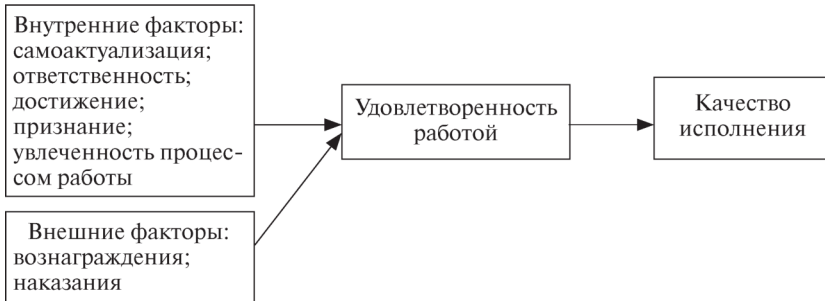 Внутренние факторы:
самоактуализация;
ответственность;
достижение;
признание;
увлеченность процес-
сом работы
Внешние факторы:
вознаграждения;
наказания
Удовлетворенность
работой
Качество
исполнения